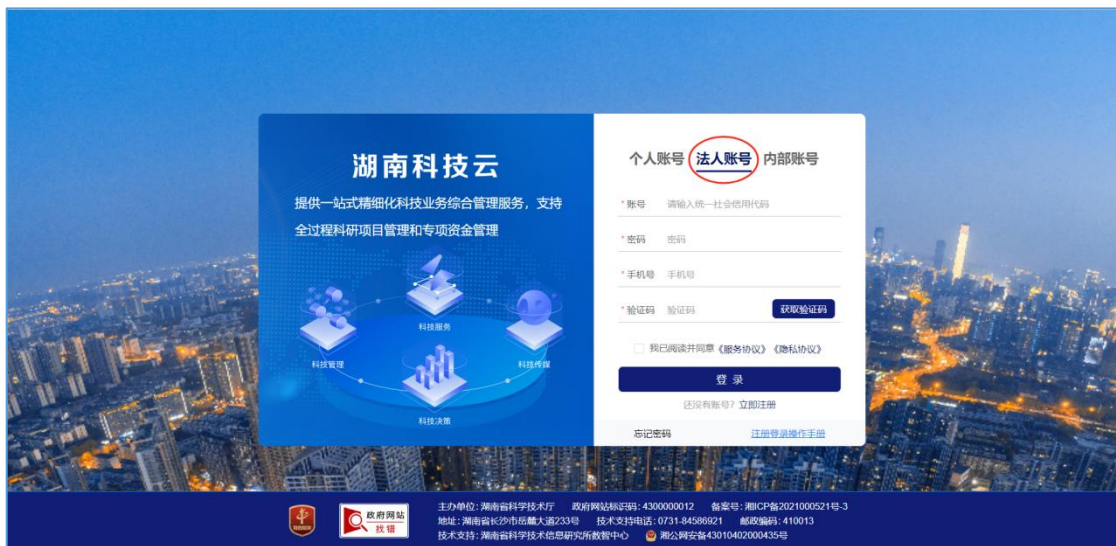 湖南科技云
提供一站式精细化科技业务综合管理服务，支持
全过程科研项目管理和专项资金管理
科技服务
科技管理
科技传媒
科技决策
个人账号 法人账号 内部账号
*账号 请输入统一社会信用代码
*密码 密码
*手机号 手机号
*验证码 验证码 获取验证码
我已阅读并同意《服务协议》《隐私协议》
登 录
还没有账号？立即注册
忘记密码 注册登录操作手册
政府网站
找错
主办单位：湖南省科学技术厅 政府网站标识码：4300000012 备案号：湘ICP备2021000521号-3
地址：湖南省长沙市岳麓大道233号 技术支持电话：0731-84586921 邮政编码：410013
技术支持：湖南省科学技术信息研究所数智中心 湘公网安备43010402000435号